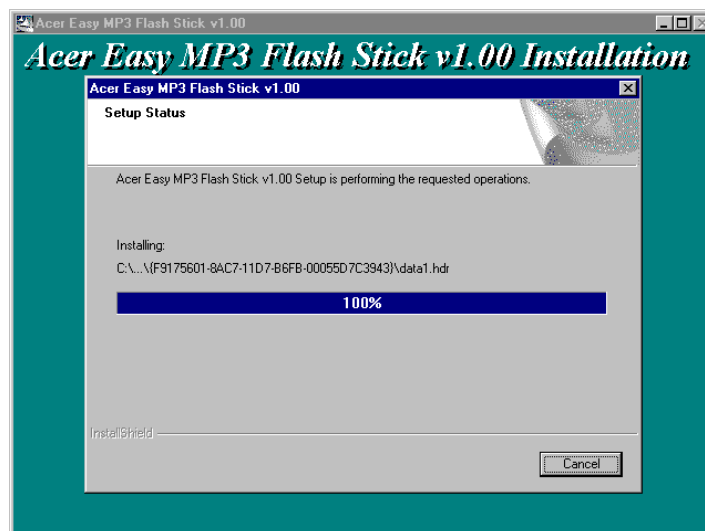 Acer Easy MP3 Flash Stick v1.00
Acer Easy MP3 Flash Stick v1.00 Installation
Acer Easy MP3 Flash Stick v1.00
Setup Status
Acer Easy MP3 Flash Stick v1.00 Setup is performing the requested operations.
Installing:
C:\...\{F9175601-8AC7-11D7-B6FB-00055D7C3943}\data1.hdr
100%
InstallShield
Cancel